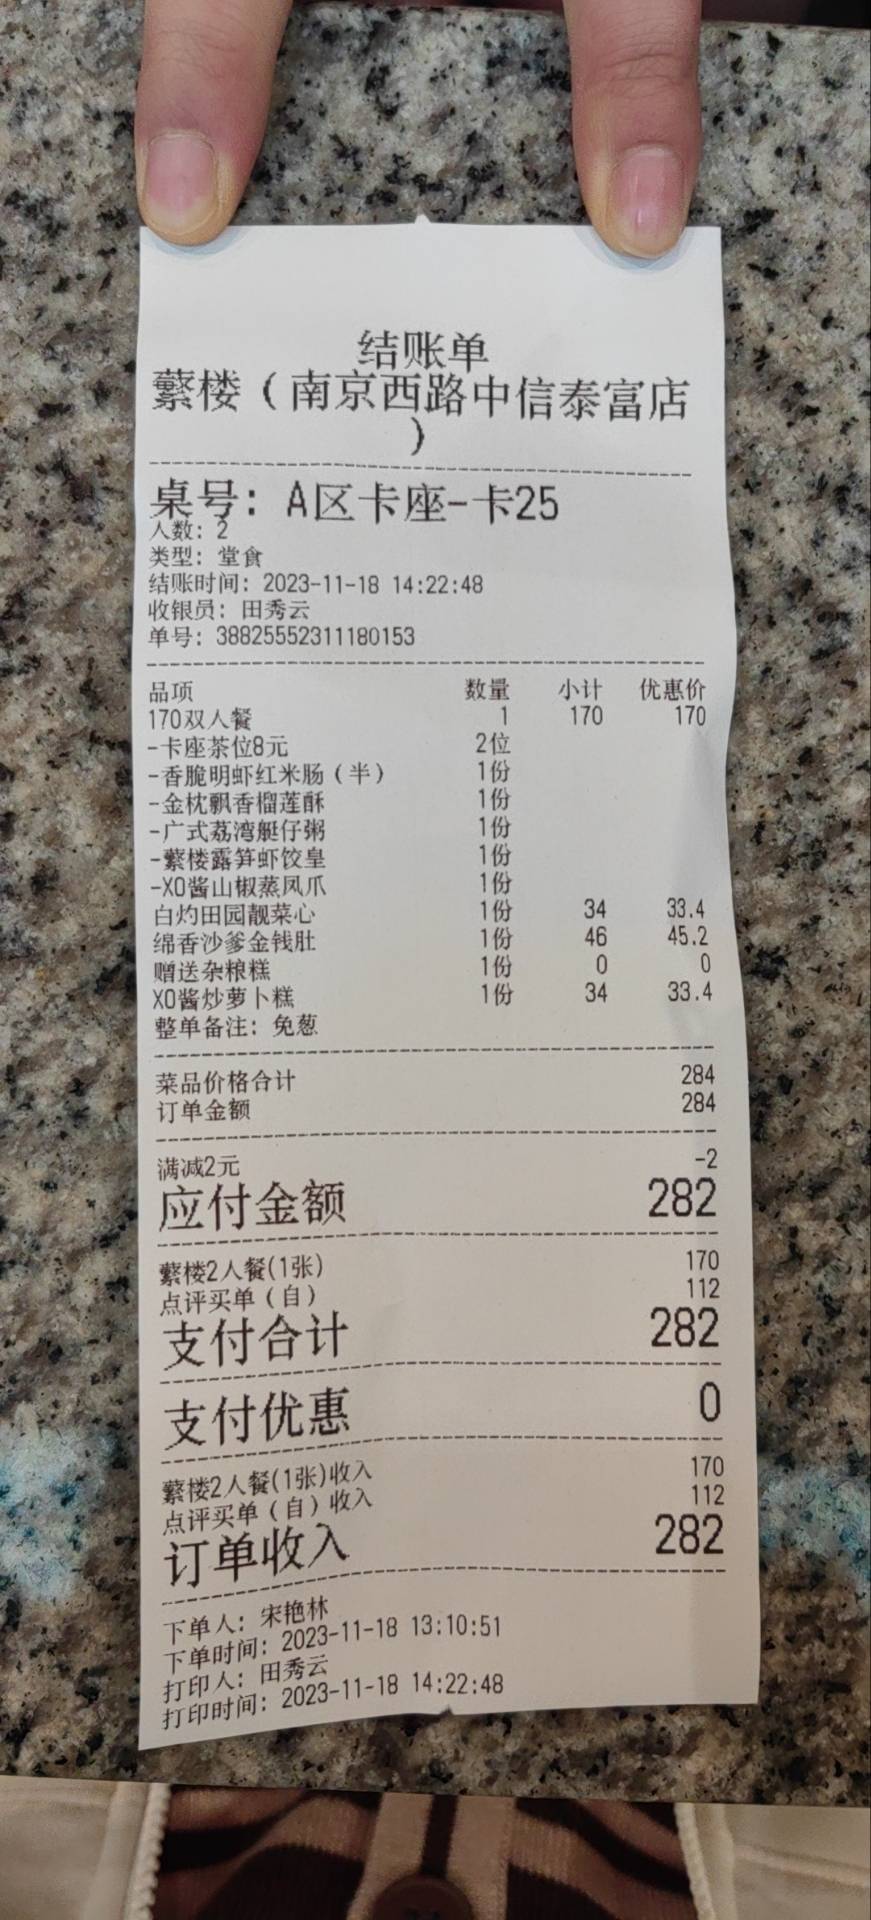 结账单
蘩楼（南京西路中信泰富店
）
桌号：A区卡座-卡25
人数：2
类型：堂食
结账时间：2023-11-18 14:22:48
收银员：田秀云
单号：38825552311180153
品项 数量 小计 优惠价
170双人餐 1 170 170
-卡座茶位8元 2位
-香脆明虾红米肠（半） 1份
-金枕飘香榴莲酥 1份
-广式荔湾艇仔粥 1份
-蘩楼露笋虾饺皇 1份
-XO酱山椒蒸凤爪 1份
白灼田园靓菜心 1份 34 33.4
绵香沙爹金钱肚 1份 46 45.2
赠送杂粮糕 1份 0 0
XO酱炒萝卜糕 1份 34 33.4
整单备注：免葱
菜品价格合计 284
订单金额 284
满减2元 -2
应付金额 282
蘩楼2人餐(1张) 170
点评买单（自） 112
支付合计 282
支付优惠 0
蘩楼2人餐(1张)收入 170
点评买单（自）收入 112
订单收入 282
下单人：宋艳林
下单时间：2023-11-18 13:10:51
打印人：田秀云
打印时间：2023-11-18 14:22:48